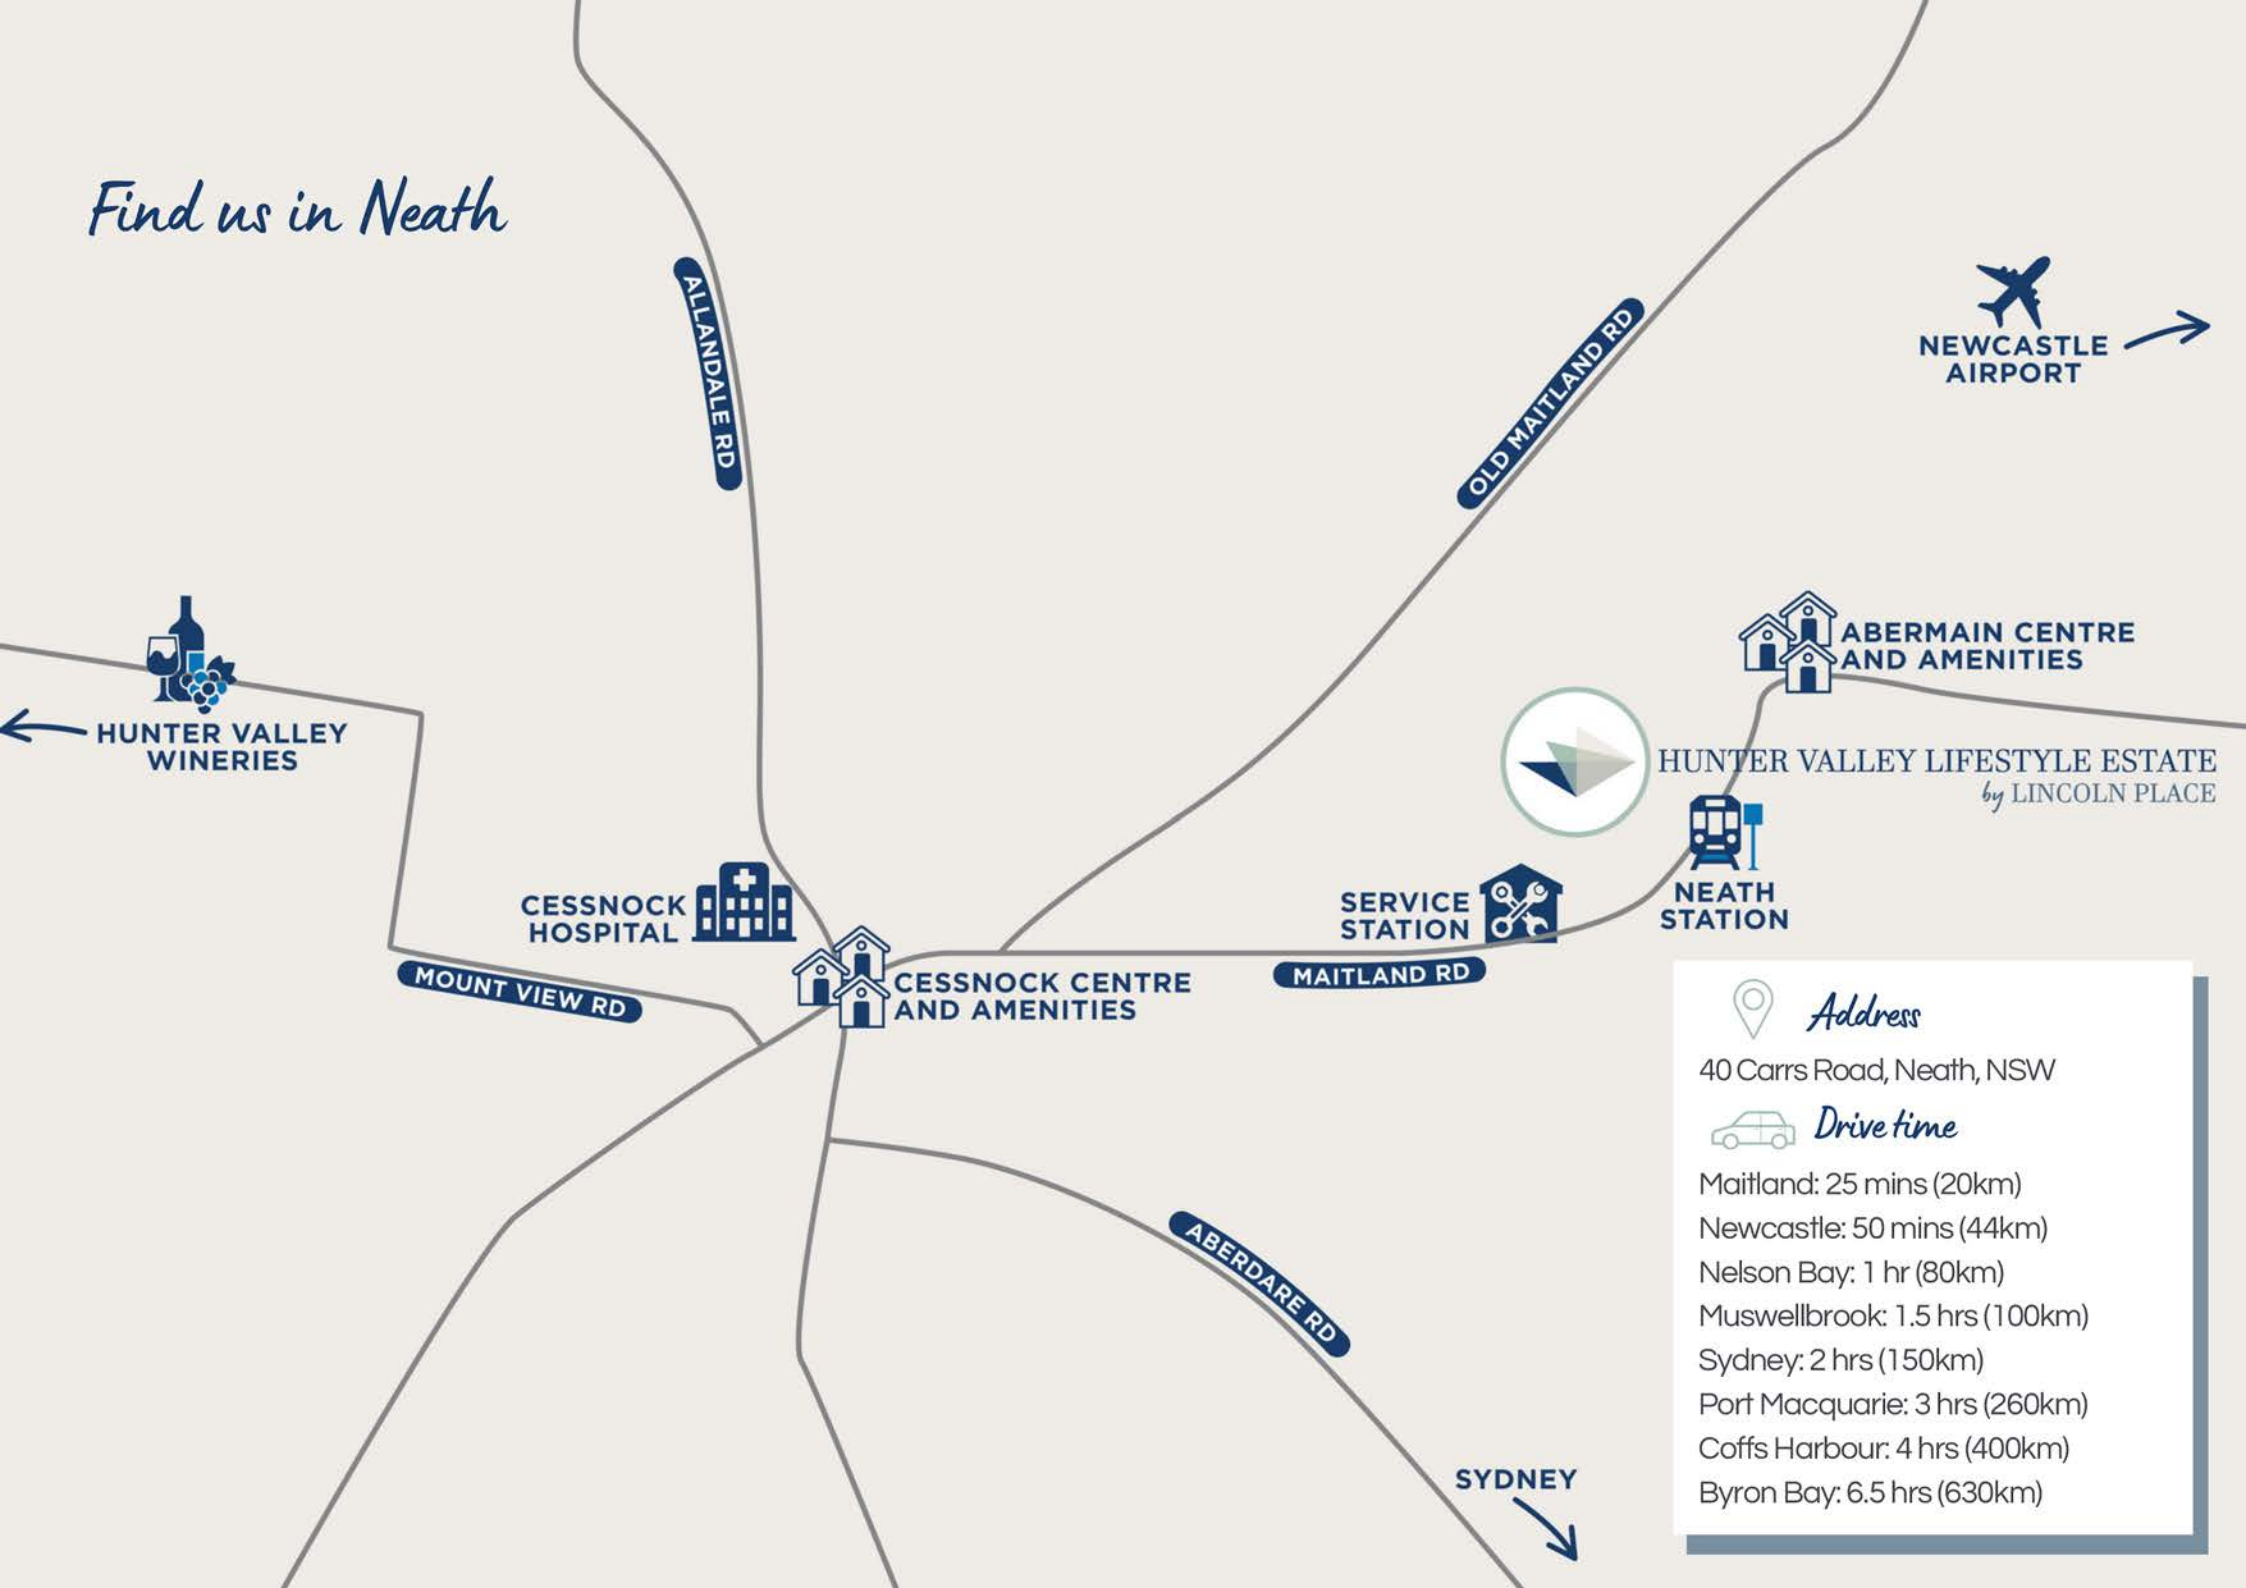 Find us in Neath
ALLANDALE RD
OLD MAITLAND RD
NEWCASTLE
AIRPORT
HUNTER VALLEY
WINERIES
ABERMAIN CENTRE
AND AMENITIES
HUNTER VALLEY LIFESTYLE ESTATE
by LINCOLN PLACE
CESSNOCK
HOSPITAL
SERVICE
STATION
NEATH
STATION
MOUNT VIEW RD
CESSNOCK CENTRE
AND AMENITIES
MAITLAND RD
ABERDARE RD
SYDNEY
Address
40 Carrs Road, Neath, NSW
Drive time
Maitland: 25 mins (20km)
Newcastle: 50 mins (44km)
Nelson Bay: 1 hr (80km)
Muswellbrook: 1.5 hrs (100km)
Sydney: 2 hrs (150km)
Port Macquarie: 3 hrs (260km)
Coffs Harbour: 4 hrs (400km)
Byron Bay: 6.5 hrs (630km)